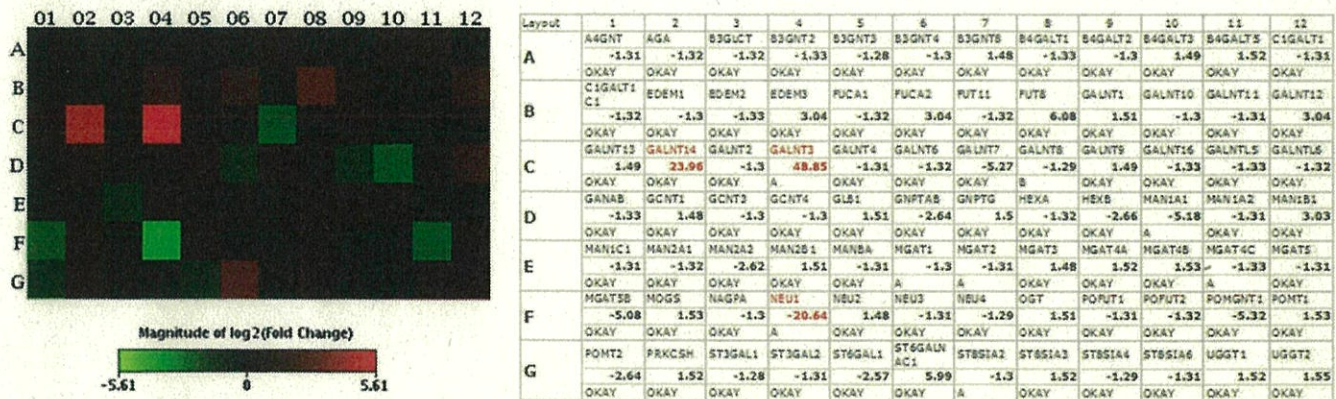 01 02 03 04 05 06 07 08 09 10 11 12
A
B
C
D
E
F
G
Magnitude of log2(Fold Change)
-5.61 0 5.61
Layout 1 2 3 4 5 6 7 8 9 10 11 12
A4GNT AGA B3GLCT B3GNT2 B3GNT3 B3GNT4 B3GNT8 B4GALT1 B4GALT2 B4GALT3 B4GALT5 C1GALT1
A -1.31 -1.32 -1.32 -1.33 -1.28 -1.3 1.48 -1.33 -1.3 1.49 1.52 -1.31
OKAY OKAY OKAY OKAY OKAY OKAY OKAY OKAY OKAY OKAY OKAY OKAY
C1GALT1C1 EDEM1 EDEM2 EDEM3 FUCA1 FUCA2 FUT11 FUT8 GALNT1 GALNT10 GALNT11 GALNT12
B -1.32 -1.3 -1.33 3.04 -1.32 3.04 -1.32 6.08 1.51 -1.3 -1.31 3.04
OKAY OKAY OKAY OKAY OKAY OKAY OKAY OKAY OKAY OKAY OKAY OKAY
GALNT13 GALNT14 GALNT2 GALNT3 GALNT4 GALNT6 GALNT7 GALNT8 GALNT9 GALNT16 GALNTL5 GALNTL6
C 1.49 23.96 -1.3 48.85 -1.31 -1.32 -5.27 -1.29 1.49 -1.33 -1.33 -1.32
OKAY OKAY OKAY A OKAY OKAY OKAY B OKAY OKAY OKAY OKAY
GANAB GCNT1 GCNT3 GCNT4 GLB1 GNPTAB GNPTG HEXA HEXB MAN1A1 MAN1A2 MAN1B1
D -1.33 1.48 -1.3 -1.3 1.51 -2.64 1.5 -1.32 -2.66 -5.18 -1.31 3.03
OKAY OKAY OKAY OKAY OKAY OKAY OKAY OKAY OKAY A OKAY OKAY
MAN1C1 MAN2A1 MAN2A2 MAN2B1 MANBA MGAT1 MGAT2 MGAT3 MGAT4A MGAT4B MGAT4C MGAT5
E -1.31 -1.32 -2.62 1.51 -1.31 -1.3 -1.31 1.48 1.52 1.53 -1.33 -1.31
OKAY OKAY OKAY OKAY OKAY A A OKAY OKAY OKAY A OKAY
MGAT5B MOGS NAGPA NEU1 NEU2 NEU3 NEU4 OGT POFUT1 POFUT2 POMGNT1 POMT1
F -5.08 1.53 -1.3 -20.64 1.48 -1.31 -1.29 1.51 -1.31 -1.32 -5.32 1.53
OKAY OKAY OKAY A OKAY OKAY OKAY OKAY OKAY OKAY OKAY OKAY
POMT2 PRKCSH ST3GAL1 ST3GAL2 ST6GAL1 ST6GALNAC1 ST8SIA2 ST8SIA3 ST8SIA4 ST8SIA6 UGGT1 UGGT2
G -2.64 1.52 -1.28 -1.31 -2.57 5.99 -1.3 1.52 -1.29 -1.31 1.52 1.55
OKAY OKAY OKAY OKAY OKAY OKAY A OKAY OKAY OKAY OKAY OKAY